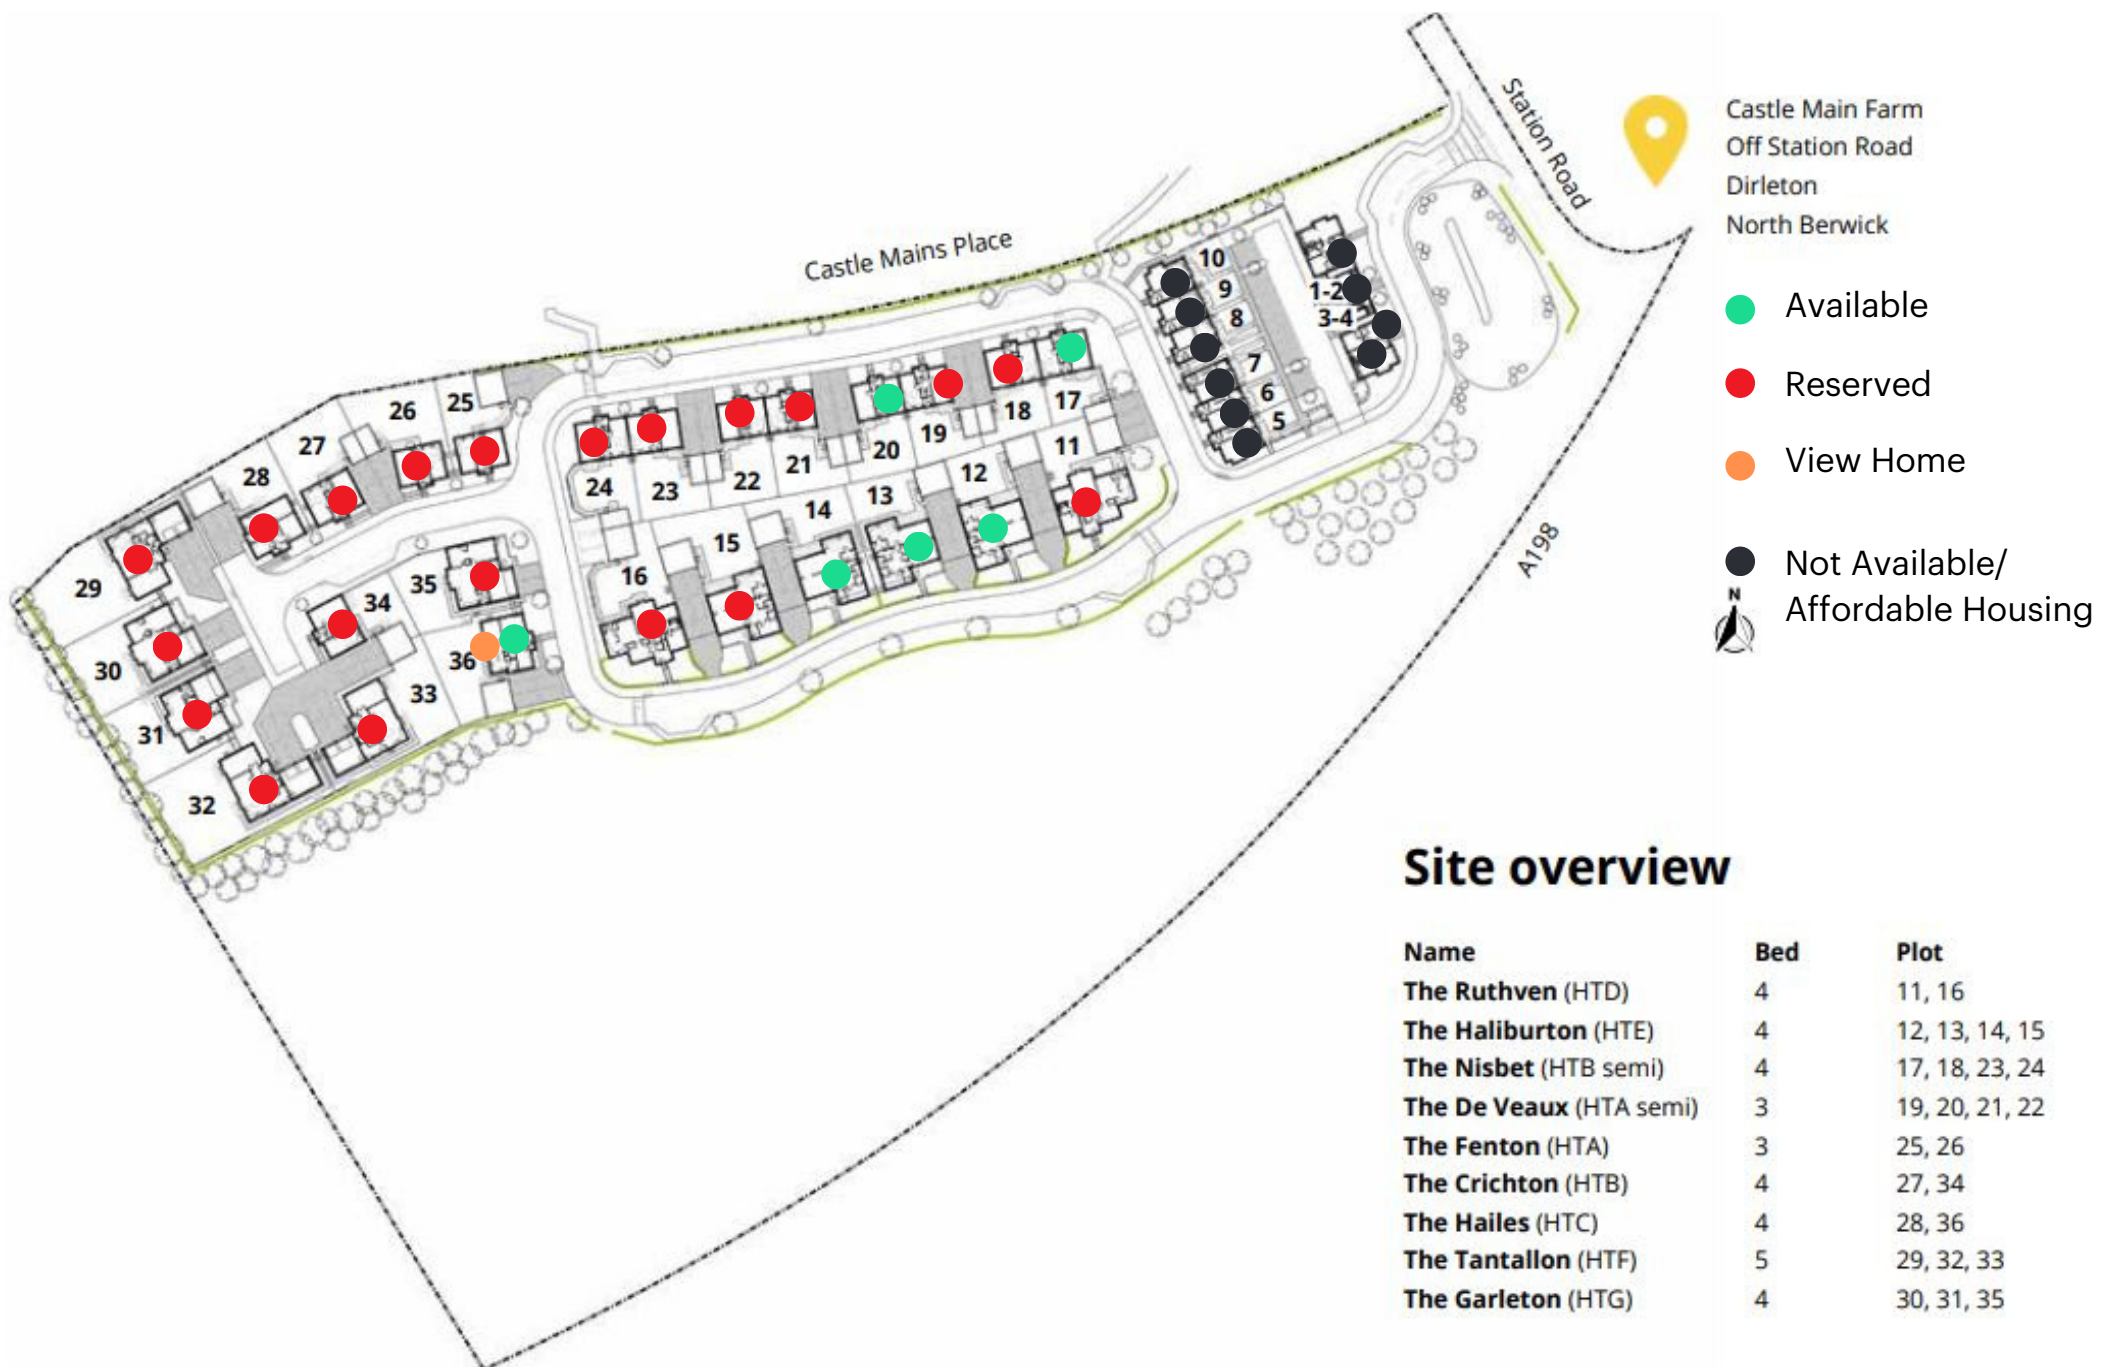 Station Road
Castle Main Farm
Off Station Road
Dirleton
North Berwick
Castle Mains Place
Available
Reserved
View Home
Not Available/
Affordable Housing
N
A198
10
9
8
7
6
5
1-2
3-4
26
25
27
28
29
30
31
32
33
34
35
36
24
23
22
21
20
19
18
17
11
12
13
14
15
16
Site overview
Name Bed Plot
The Ruthven (HTD) 4 11, 16
The Haliburton (HTE) 4 12, 13, 14, 15
The Nisbet (HTB semi) 4 17, 18, 23, 24
The De Veaux (HTA semi) 3 19, 20, 21, 22
The Fenton (HTA) 3 25, 26
The Crichton (HTB) 4 27, 34
The Hailes (HTC) 4 28, 36
The Tantallon (HTF) 5 29, 32, 33
The Garleton (HTG) 4 30, 31, 35